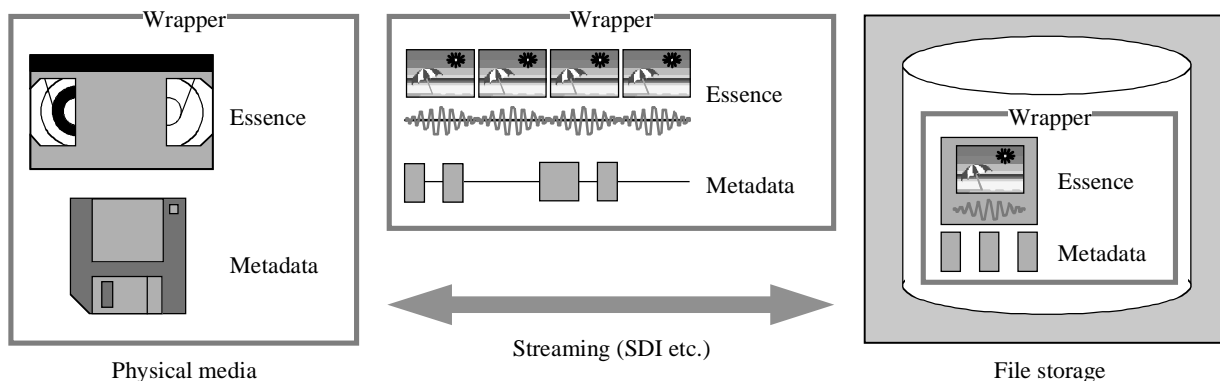 Wrapper
Essence
Metadata
Physical media
Wrapper
Essence
Metadata
Streaming (SDI etc.)
Wrapper
Essence
Metadata
File storage